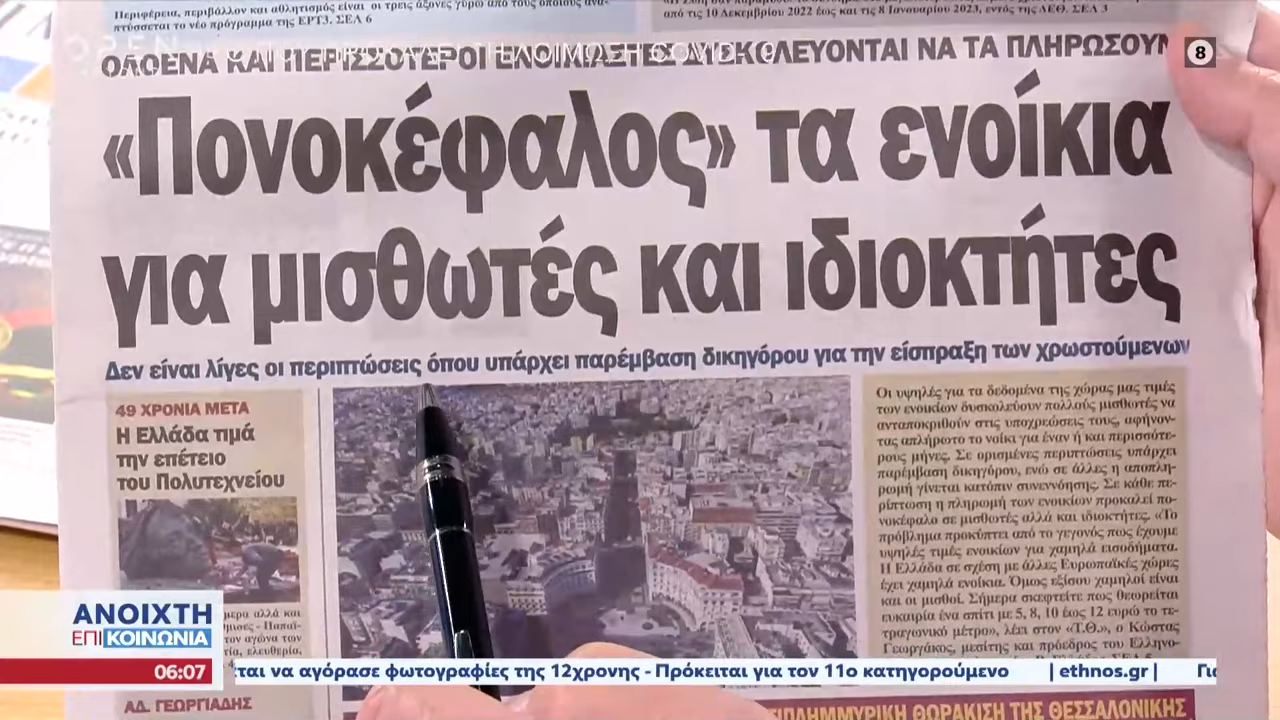 Περιφέρεια, περιβάλλον και αθλητισμός είναι οι τρεις άξονες γύρω από τους οποίους ανα-
πτύσσεται το νέο πρόγραμμα της ΕΡΤ3. ΣΕΛ 6
από τις 10 Δεκεμβρίου 2022 έως και τις 8 Ιανουαρίου 2023, εντός της ΔΕΘ. ΣΕΛ 3
ΟΛΟΕΝΑ ΚΑΙ ΠΕΡΙΣΣΟΤΕΡΟΙ ΕΝΟΙΚΙΑΣΤΕΣ ΔΥΣΚΟΛΕΥΟΝΤΑΙ ΝΑ ΤΑ ΠΛΗΡΩΣΟΥΝ
8
«Πονοκέφαλος» τα ενοίκια
για μισθωτές και ιδιοκτήτες
Δεν είναι λίγες οι περιπτώσεις όπου υπάρχει παρέμβαση δικηγόρου για την είσπραξη των χρωστούμενων
49 ΧΡΟΝΙΑ ΜΕΤΑ
Η Ελλάδα τιμά
την επέτειο
του Πολυτεχνείου
Οι υψηλές για τα δεδομένα της χώρας μας τιμές
των ενοικίων δυσκολεύουν πολλούς μισθωτές να
ανταποκριθούν στις υποχρεώσεις τους, αφήνον-
τας απλήρωτο το νοίκι για έναν ή και περισσότε-
ρους μήνες. Σε ορισμένες περιπτώσεις υπάρχει
παρέμβαση δικηγόρου, ενώ σε άλλες η αποπλη-
ρωμή γίνεται κατόπιν συνεννόησης. Σε κάθε πε-
ρίπτωση η πληρωμή των ενοικίων προκαλεί πο-
νοκέφαλο σε μισθωτές αλλά και ιδιοκτήτες. «Το
πρόβλημα προκύπτει από το γεγονός πως έχουμε
υψηλές τιμές ενοικίων για χαμηλά εισοδήματα.
Η Ελλάδα σε σχέση με άλλες Ευρωπαϊκές χώρες
έχει χαμηλά ενοίκια. Όμως εξίσου χαμηλοί είναι
και οι μισθοί. Σήμερα σκεφτείτε πως θεωρείται
ευκαιρία ένα σπίτι με 5, 8, 10 έως 12 ευρώ το τε-
τραγωνικό μέτρο», λέει στον «Τ.Θ.», ο Κώστας
Γεωργάκος, μεσίτης και πρόεδρος του Ελληνο-
μερα αλλά και
τον αγώνα των
ΑΝΟΙΧΤΗ
ΕΠΙΚΟΙΝΩΝΙΑ
06:07
εται να αγόρασε φωτογραφίες της 12χρονης - Πρόκειται για τον 11ο κατηγορούμενο | ethnos.gr | Γι
ΑΔ. ΓΕΩΡΓΙΑΔΗΣ
ΘΩΡΑΚΙΣΗ ΤΗΣ ΘΕΣΣΑΛΟΝΙΚΗΣ